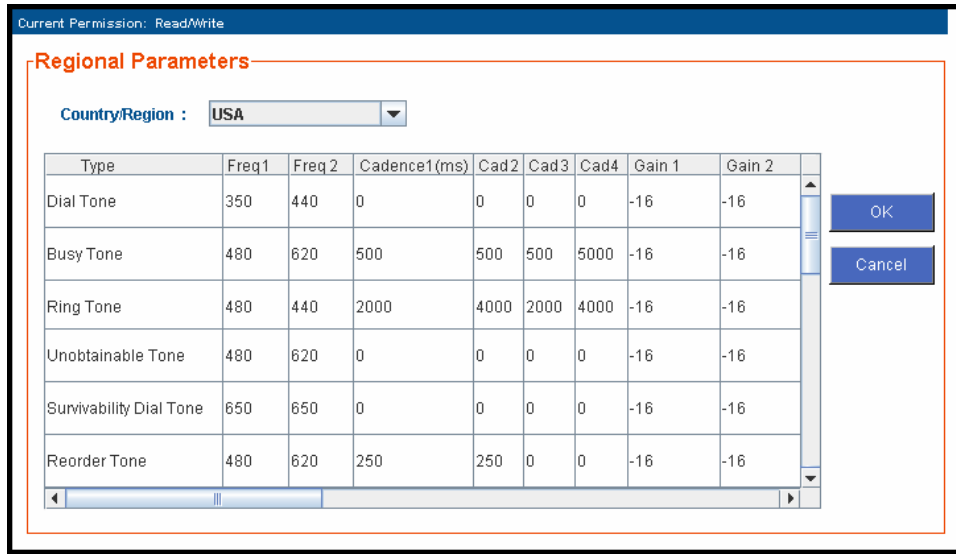 Current Permission: Read/Write
Regional Parameters
Country/Region : USA
Type Freq1 Freq 2 Cadence1(ms) Cad2 Cad3 Cad4 Gain 1 Gain 2
Dial Tone 350 440 0 0 0 0 -16 -16
OK
Busy Tone 480 620 500 500 500 5000 -16 -16
Cancel
Ring Tone 480 440 2000 4000 2000 4000 -16 -16
Unobtainable Tone 480 620 0 0 0 0 -16 -16
Survivability Dial Tone 650 650 0 0 0 0 -16 -16
Reorder Tone 480 620 250 250 0 0 -16 -16